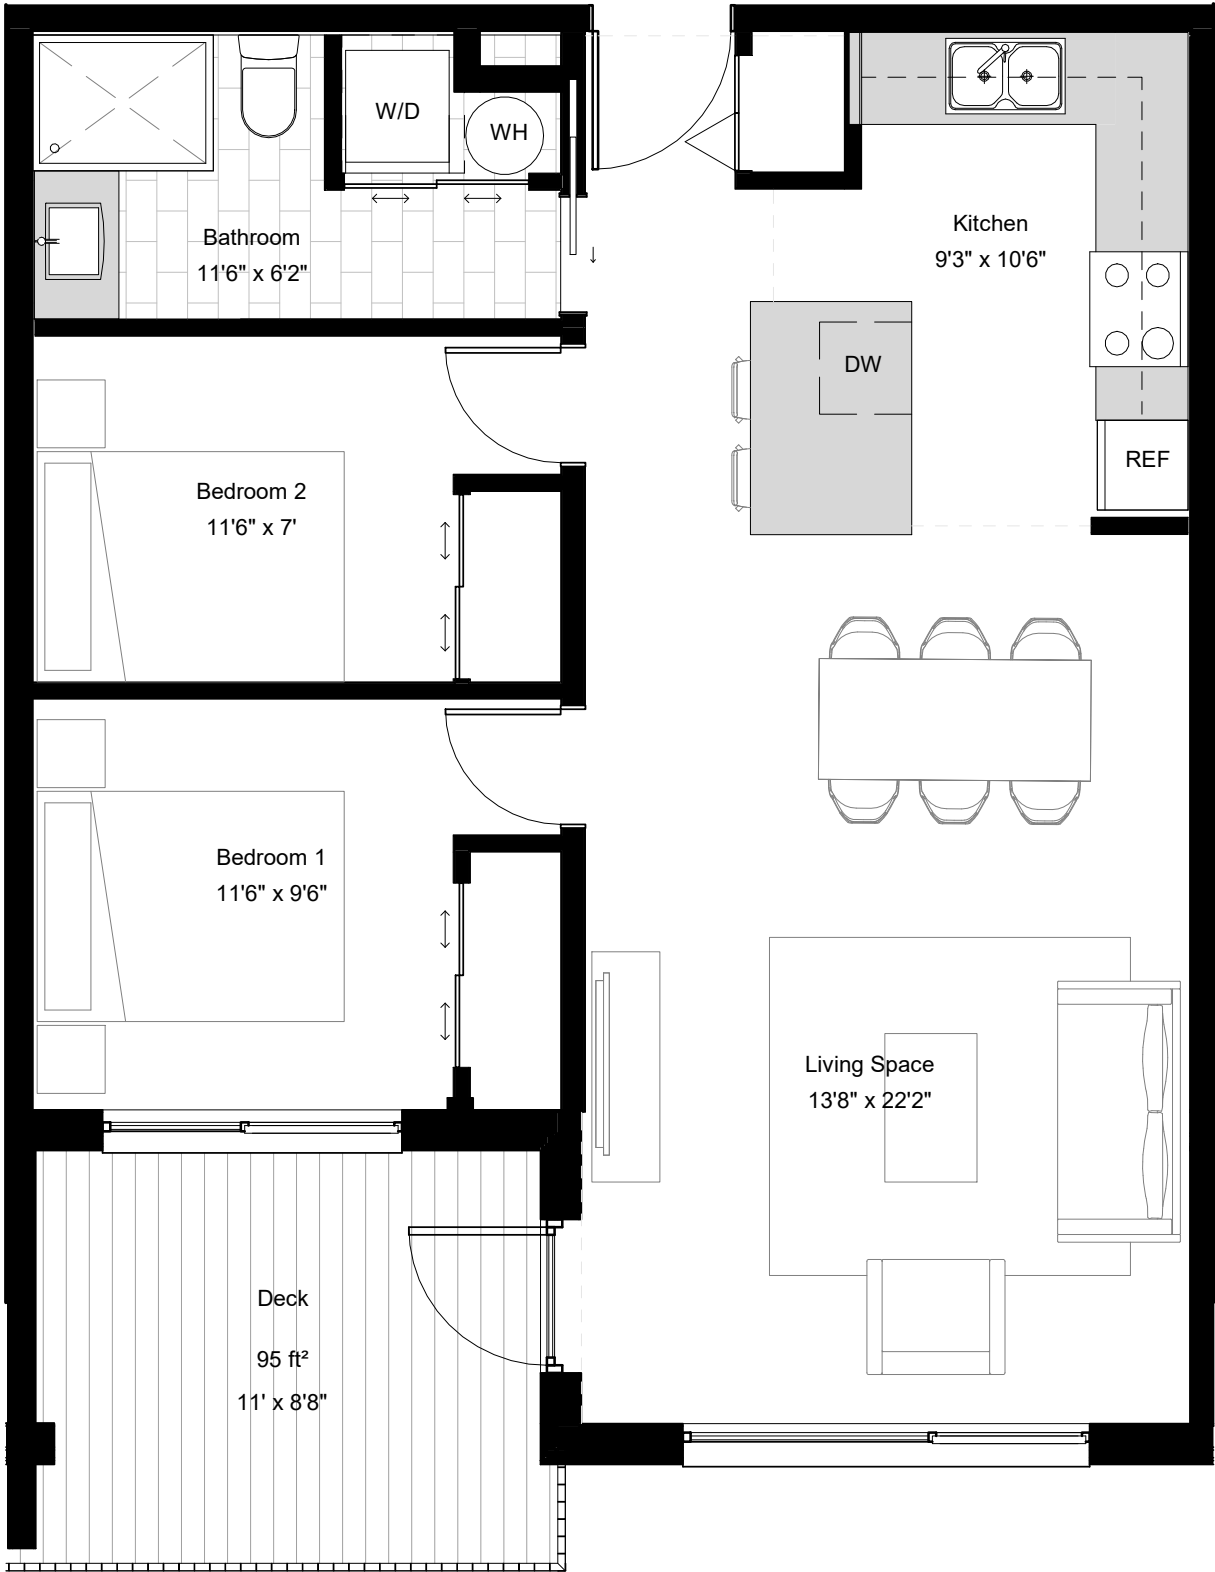 W/D
WH
Bathroom
11'6" x 6'2"
Kitchen
9'3" x 10'6"
DW
REF
Bedroom 2
11'6" x 7'
Bedroom 1
11'6" x 9'6"
Living Space
13'8" x 22'2"
Deck
95 ft²
11' x 8'8"